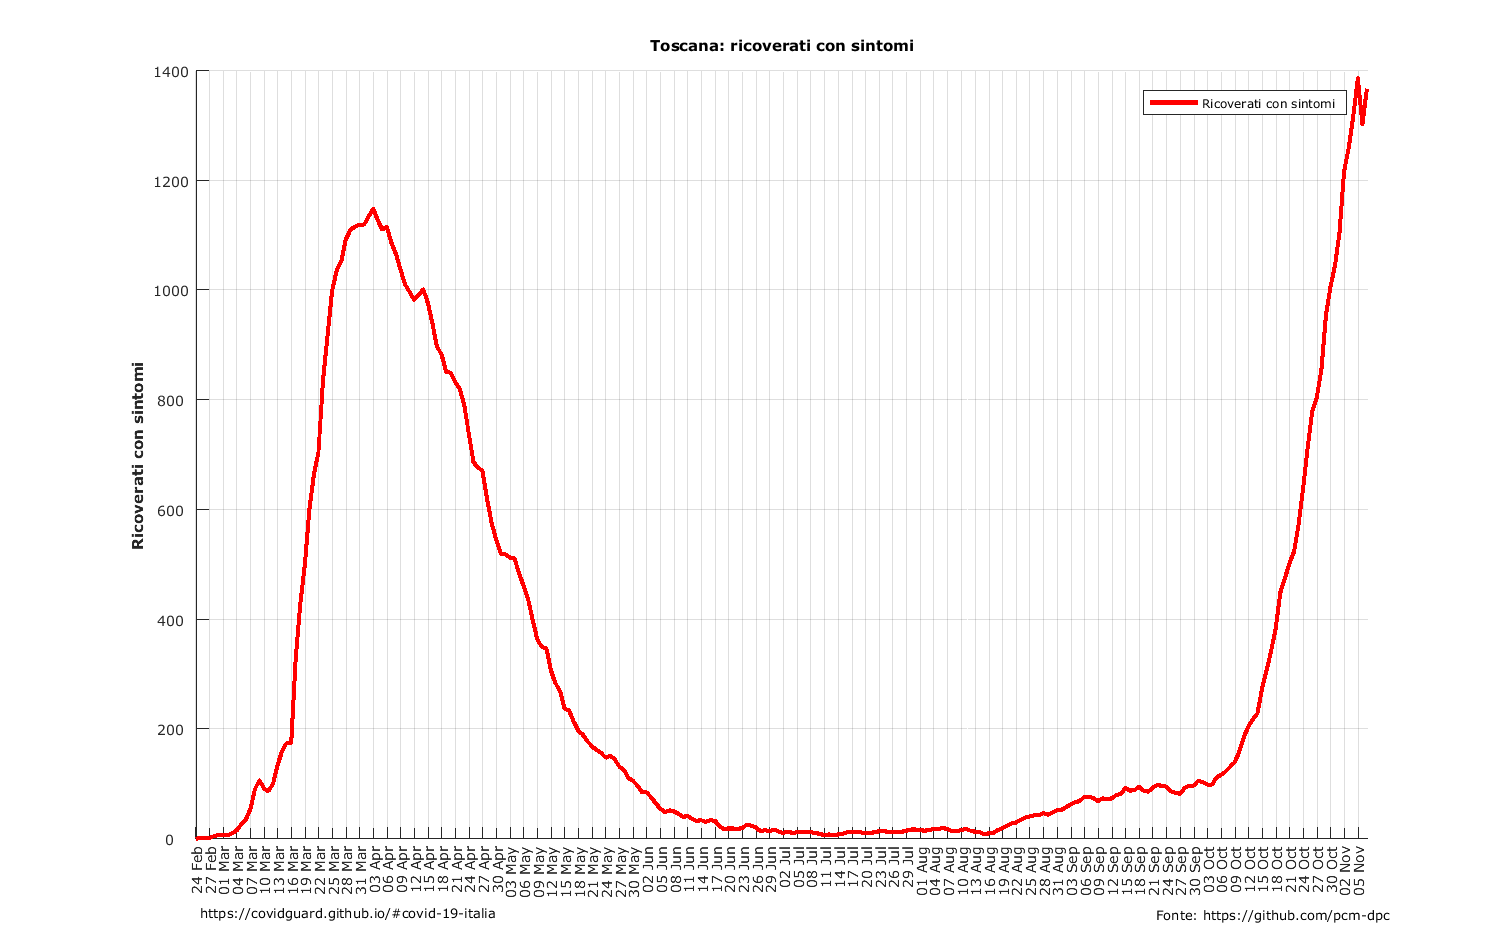 Toscana: ricoverati con sintomi
Ricoverati con sintomi
Ricoverati con sintomi
1400
1200
1000
800
600
400
200
0
24 Feb
27 Feb
01 Mar
04 Mar
07 Mar
10 Mar
13 Mar
16 Mar
19 Mar
22 Mar
25 Mar
28 Mar
31 Mar
03 Apr
06 Apr
09 Apr
12 Apr
15 Apr
18 Apr
21 Apr
24 Apr
27 Apr
30 Apr
03 May
06 May
09 May
12 May
15 May
18 May
21 May
24 May
27 May
30 May
02 Jun
05 Jun
08 Jun
11 Jun
14 Jun
17 Jun
20 Jun
23 Jun
26 Jun
29 Jun
02 Jul
05 Jul
08 Jul
11 Jul
14 Jul
17 Jul
20 Jul
23 Jul
26 Jul
29 Jul
01 Aug
04 Aug
07 Aug
10 Aug
13 Aug
16 Aug
19 Aug
22 Aug
25 Aug
28 Aug
31 Aug
03 Sep
06 Sep
09 Sep
12 Sep
15 Sep
18 Sep
21 Sep
24 Sep
27 Sep
30 Sep
03 Oct
06 Oct
09 Oct
12 Oct
15 Oct
18 Oct
21 Oct
24 Oct
27 Oct
30 Oct
02 Nov
05 Nov
https://covidguard.github.io/#covid-19-italia
Fonte: https://github.com/pcm-dpc